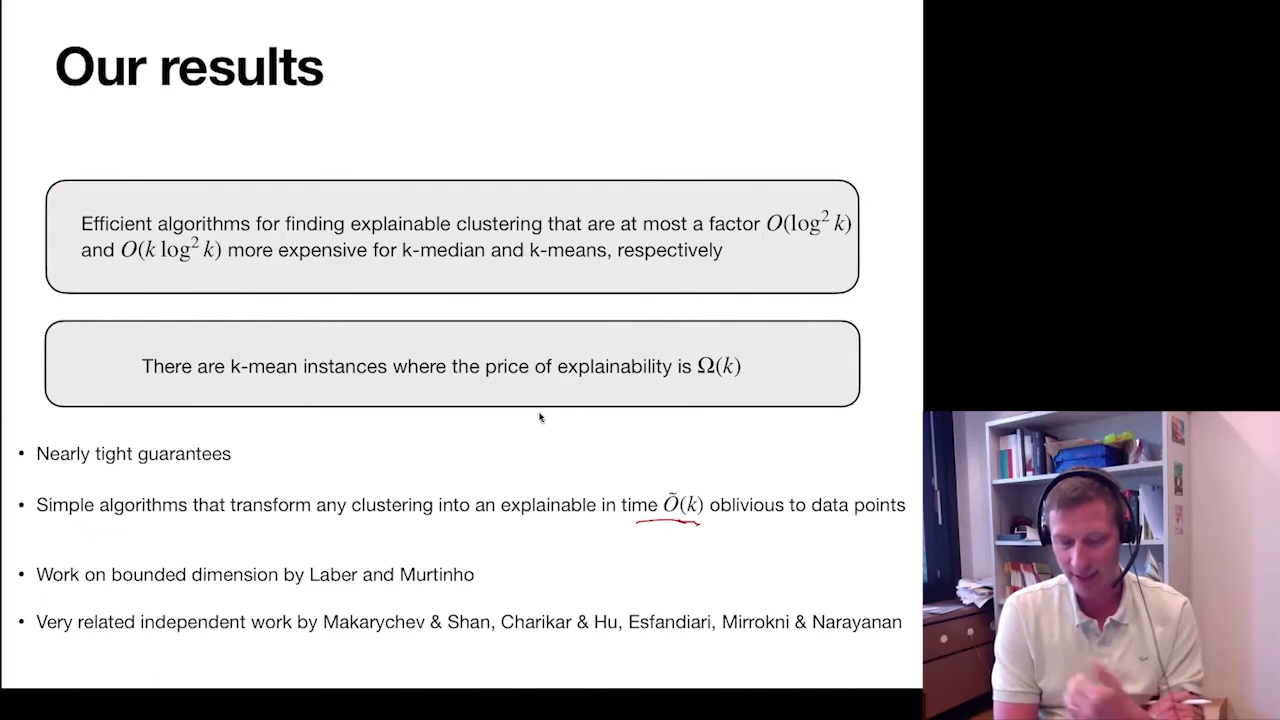 Our results
Efficient algorithms for finding explainable clustering that are at most a factor O(log² k)
and O(k log² k) more expensive for k-median and k-means, respectively
There are k-mean instances where the price of explainability is Ω(k)
• Nearly tight guarantees
• Simple algorithms that transform any clustering into an explainable in time Õ(k) oblivious to data points
• Work on bounded dimension by Laber and Murtinho
• Very related independent work by Makarychev & Shan, Charikar & Hu, Esfandiari, Mirrokni & Narayanan